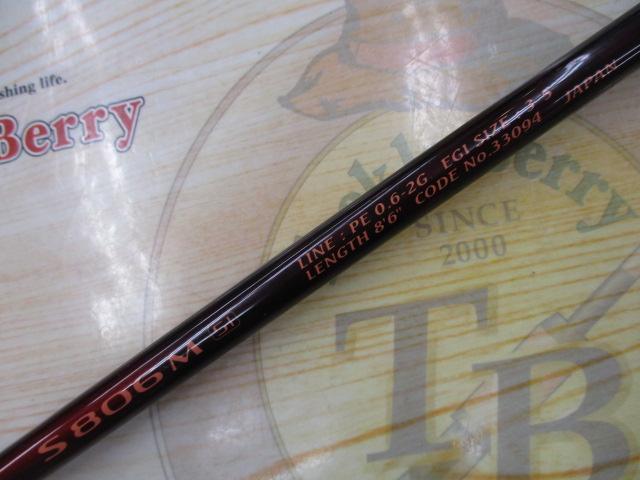 shing life.
Berry
LINE : PE 0.6-2G EGI SIZE -3.5
LENGTH 8'6" CODE No.33094 JAPAN
S806M
SINCE
2000
TB